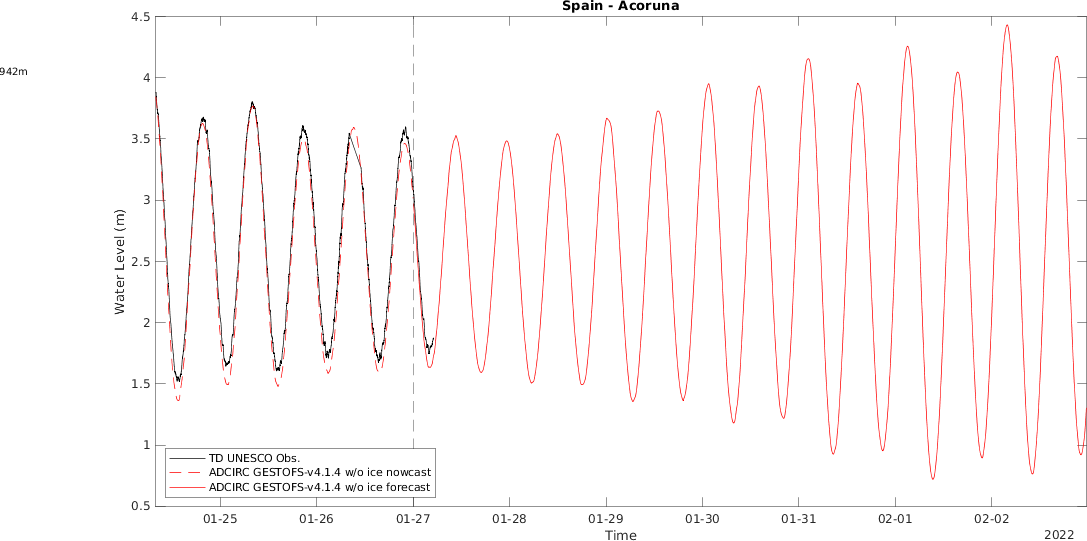 Spain - Acoruna
942m
4.5
4
3.5
3
2.5
2
1.5
1
0.5
Water Level (m)
TD UNESCO Obs.
ADCIRC GESTOFS-v4.1.4 w/o ice nowcast
ADCIRC GESTOFS-v4.1.4 w/o ice forecast
01-25 01-26 01-27 01-28 01-29 01-30 01-31 02-01 02-02
Time
2022